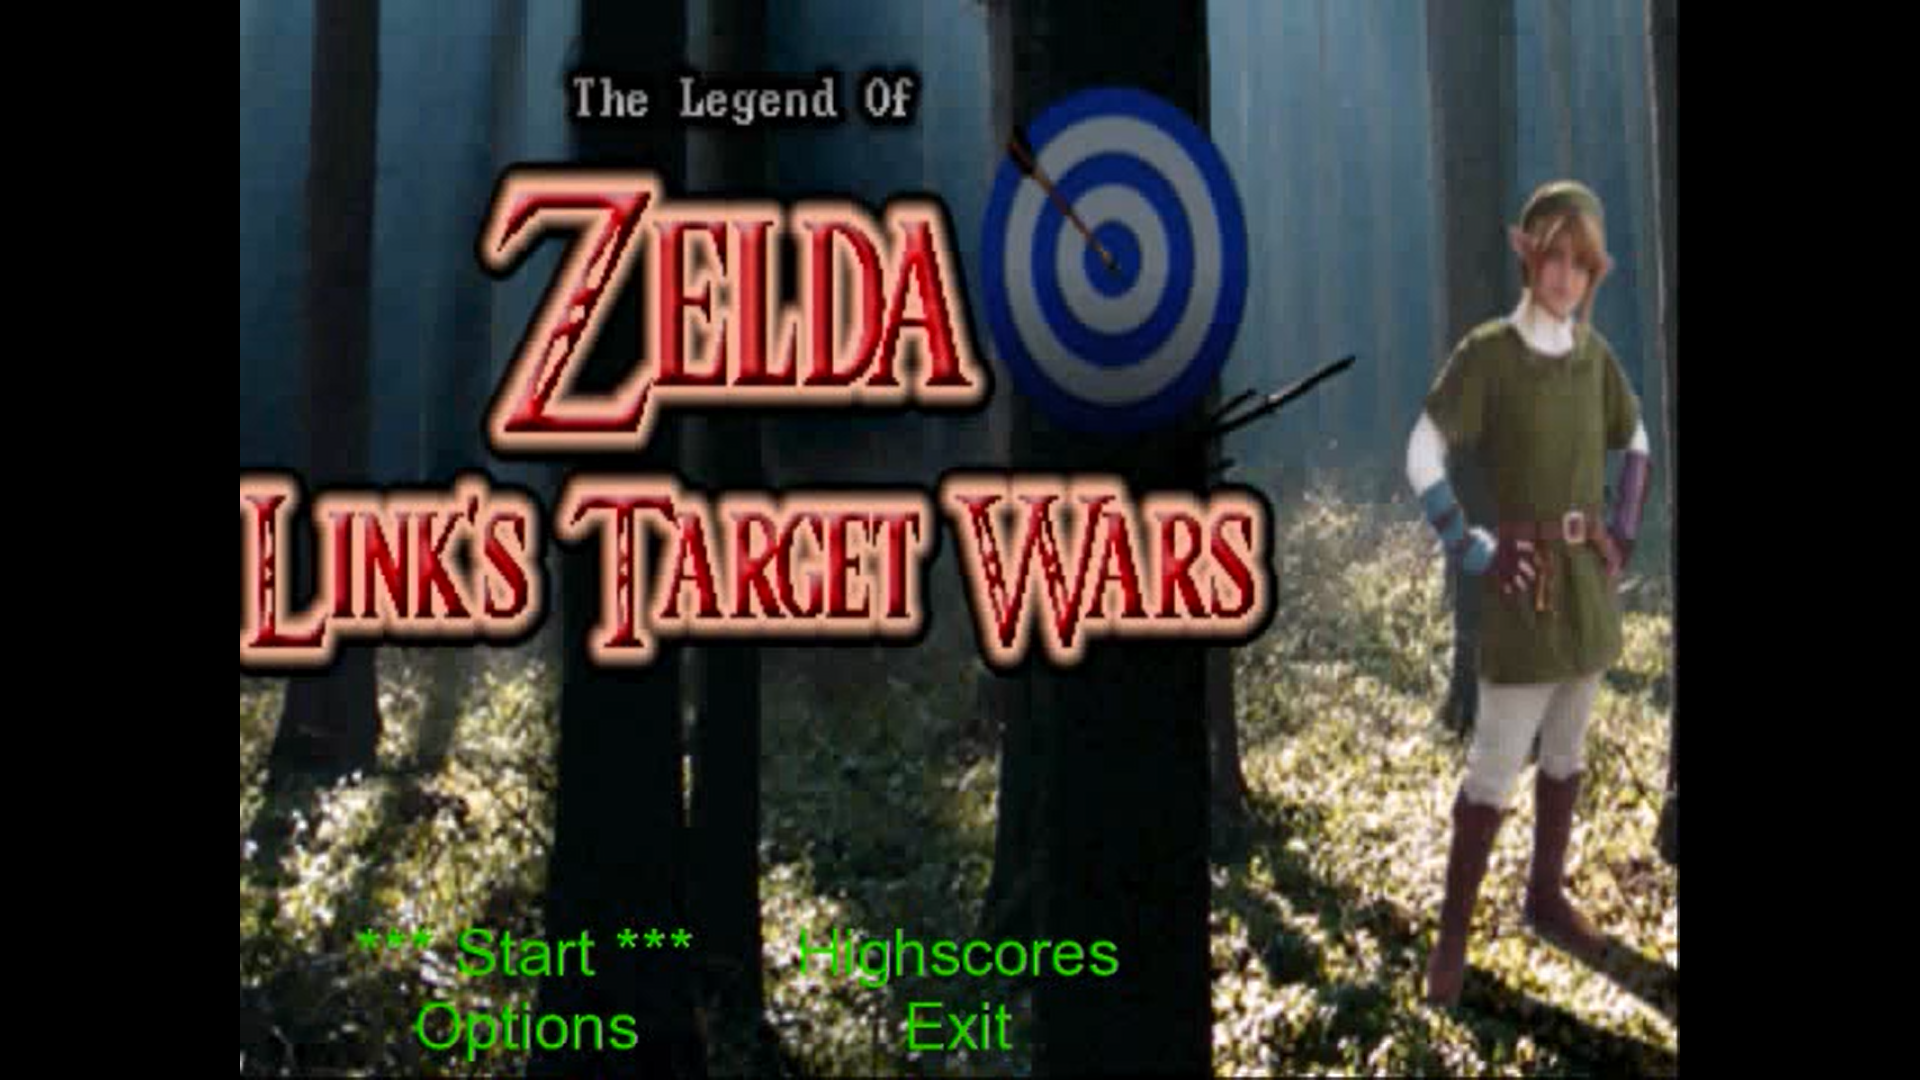 The Legend Of
ZELDA
LINK'S TARGET WARS
*** Start *** Highscores
Options Exit